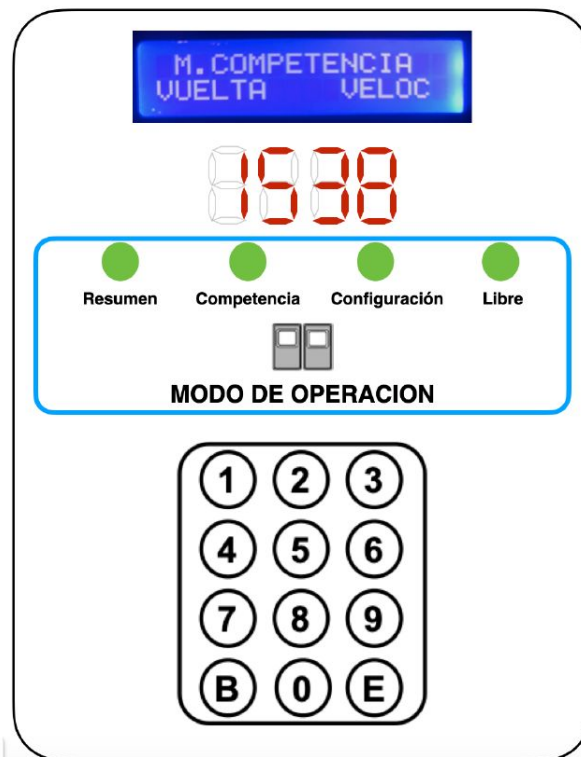 M.COMPETENCIA
VUELTA VELOC
1538
Resumen Competencia Configuración Libre
MODO DE OPERACION
1 2 3
4 5 6
7 8 9
B 0 E